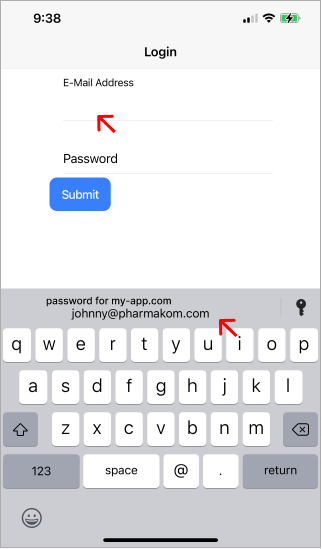 9:38
Login
E-Mail Address
Password
Submit
password for my-app.com
johnny@pharmakom.com
q w e r t y u i o p
a s d f g h j k l
z x c v b n m
123 space @ . return